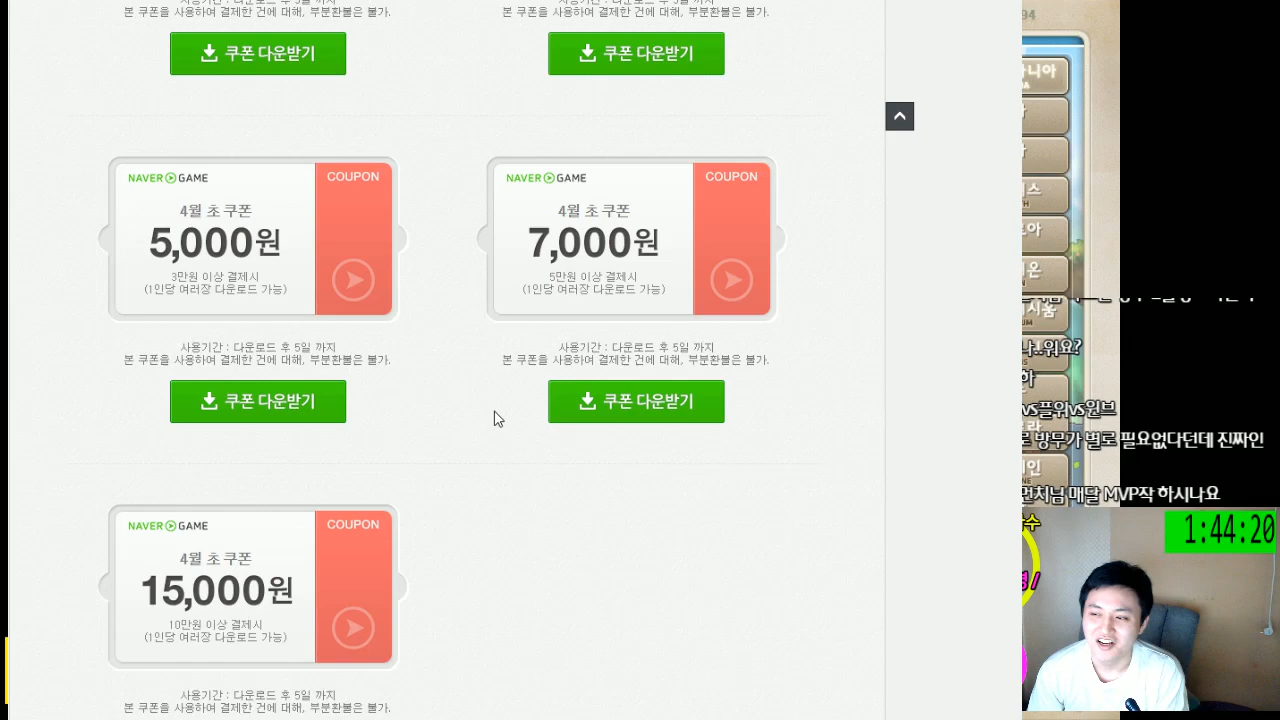 본 쿠폰을 사용하여 결제한 건에 대해, 부분환불은 불가.
본 쿠폰을 사용하여 결제한 건에 대해, 부분환불은 불가.
쿠폰 다운받기
쿠폰 다운받기
NAVER GAME
COUPON
4월 초 쿠폰
5,000원
3만원 이상 결제시
(1인당 여러장 다운로드 가능)
사용기간 : 다운로드 후 5일 까지
본 쿠폰을 사용하여 결제한 건에 대해, 부분환불은 불가.
쿠폰 다운받기
NAVER GAME
COUPON
4월 초 쿠폰
7,000원
5만원 이상 결제시
(1인당 여러장 다운로드 가능)
사용기간 : 다운로드 후 5일 까지
본 쿠폰을 사용하여 결제한 건에 대해, 부분환불은 불가.
쿠폰 다운받기
NAVER GAME
COUPON
4월 초 쿠폰
15,000원
10만원 이상 결제시
(1인당 여러장 다운로드 가능)
사용기간 : 다운로드 후 5일 까지
본 쿠폰을 사용하여 결제한 건에 대해, 부분환불은 불가.
94
니아
나..워요?
하
vs플위vs원브
로 방무가 별로 필요없다던데 진짜인
먼치님 매달 MVP작 하시나요
1:44:20